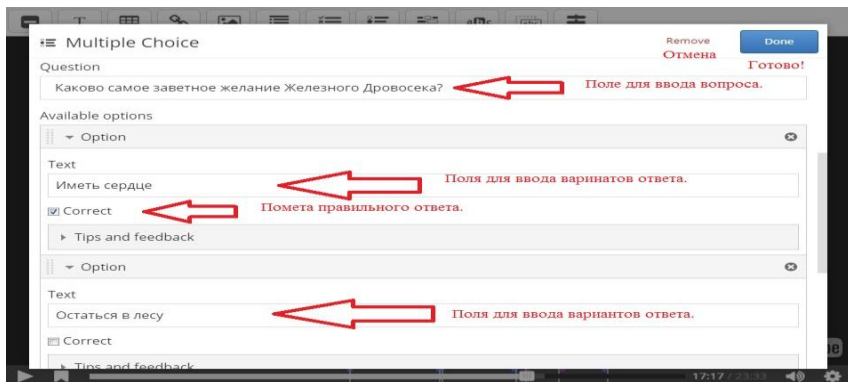 Multiple Choice
Remove
Done
Отмена
Готово!
Question
Каково самое заветное желание Железного Дровосека?
Поле для ввода вопроса.
Available options
Option
Text
Иметь сердце
Поля для ввода варинатов ответа.
Correct
Помета правильного ответа.
Tips and feedback
Option
Text
Остаться в лесу
Поля для ввода вариантов ответа.
Correct
Tips and feedback
17:17 / 23:33